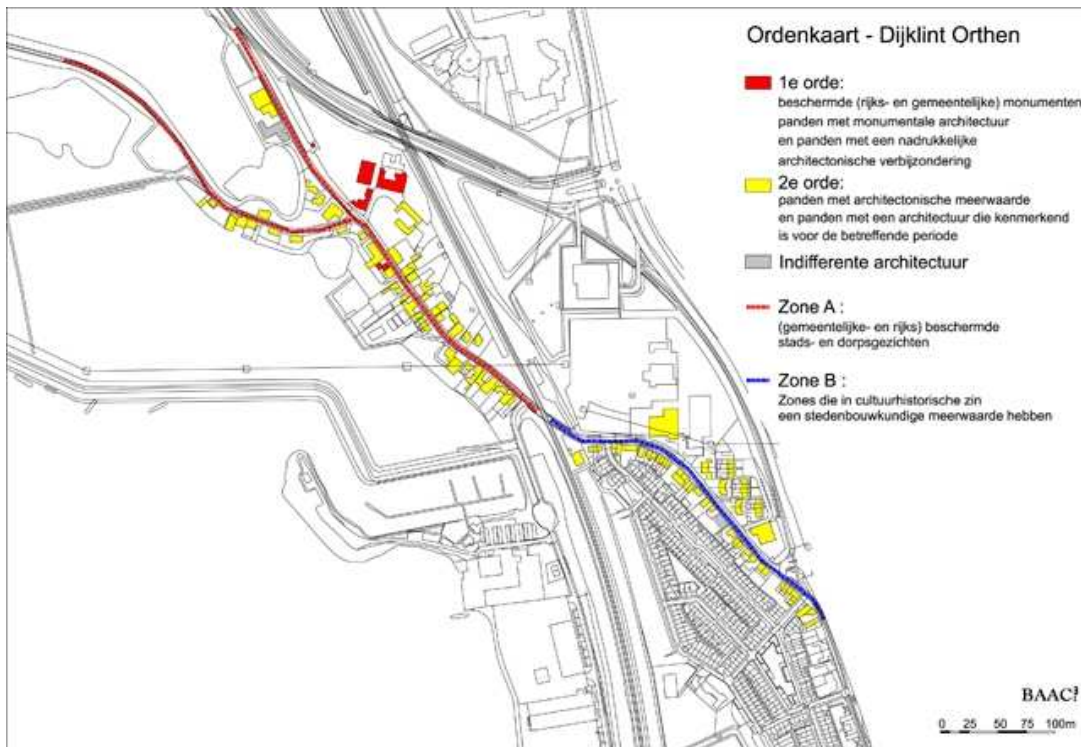 Ordenkaart - Dijklint Orthen
1e orde:
beschermde (rijks- en gemeentelijke) monumenten
panden met monumentale architectuur
en panden met een nadrukkelijke
architectonische verbijzondering
2e orde:
panden met architectonische meerwaarde
en panden met een architectuur die kenmerkend
is voor de betreffende periode
Indifferente architectuur
Zone A :
(gemeentelijke- en rijks) beschermde
stads- en dorpsgezichten
Zone B :
Zones die in cultuurhistorische zin
een stedenbouwkundige meerwaarde hebben
BAAC
0 25 50 75 100m